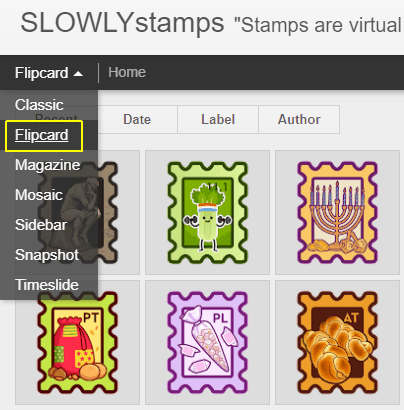 SLOWLYstamps "Stamps are virtual
Flipcard Home
Classic
Flipcard
Magazine
Mosaic
Sidebar
Snapshot
Timeslide
Recent Date Label Author
PT PL AT